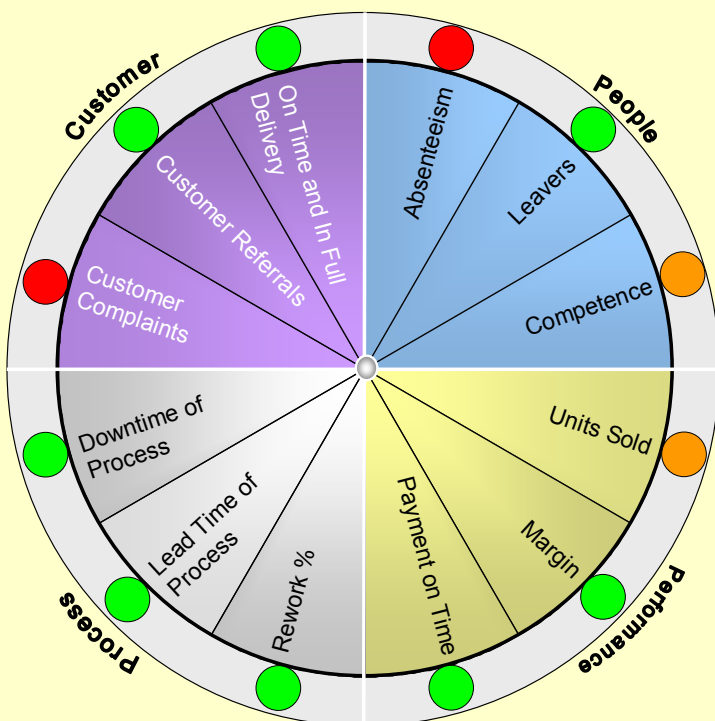 Customer
On Time and In Full
Delivery
Customer Referrals
Customer
Complaints
People
Absenteeism
Leavers
Competence
Process
Downtime of
Process
Lead Time of
Process
Rework %
Performance
Units Sold
Margin
Payment on Time